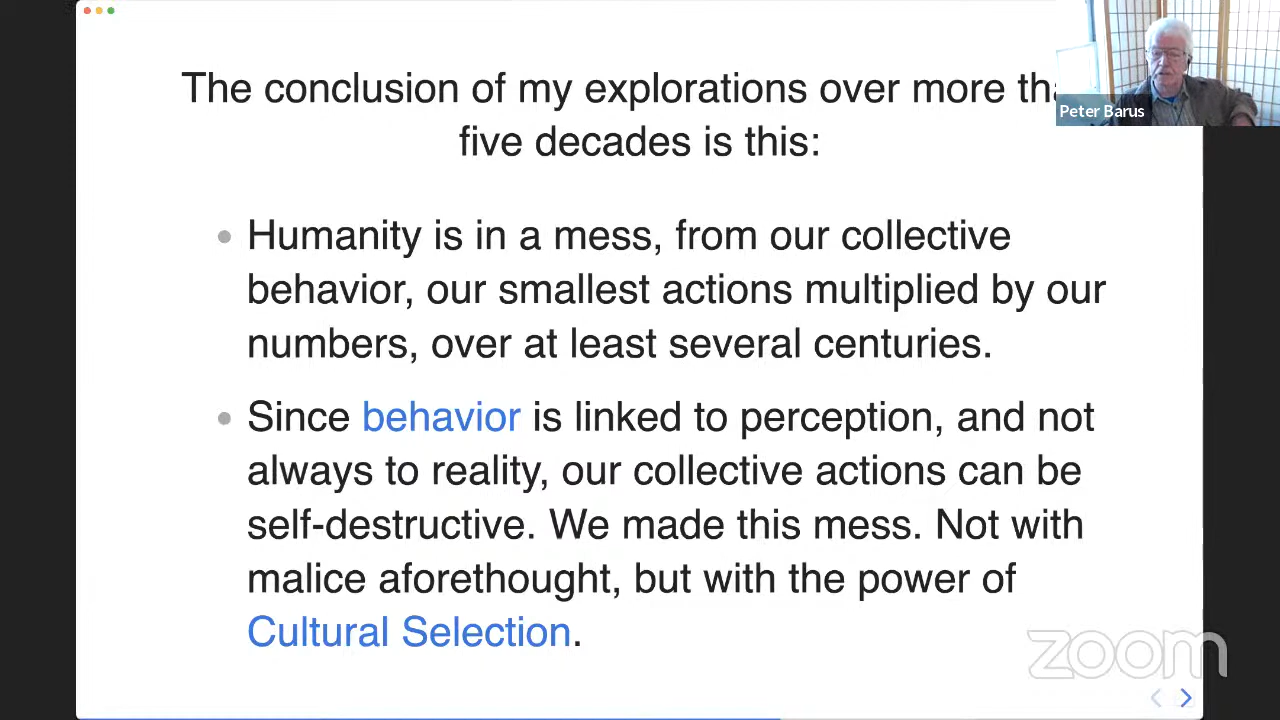 The conclusion of my explorations over more
five decades is this:
Peter Barus
Humanity is in a mess, from our collective
behavior, our smallest actions multiplied by our
numbers, over at least several centuries.
Since behavior is linked to perception, and not
always to reality, our collective actions can be
self-destructive. We made this mess. Not with
malice aforethought, but with the power of
Cultural Selection.
zoom